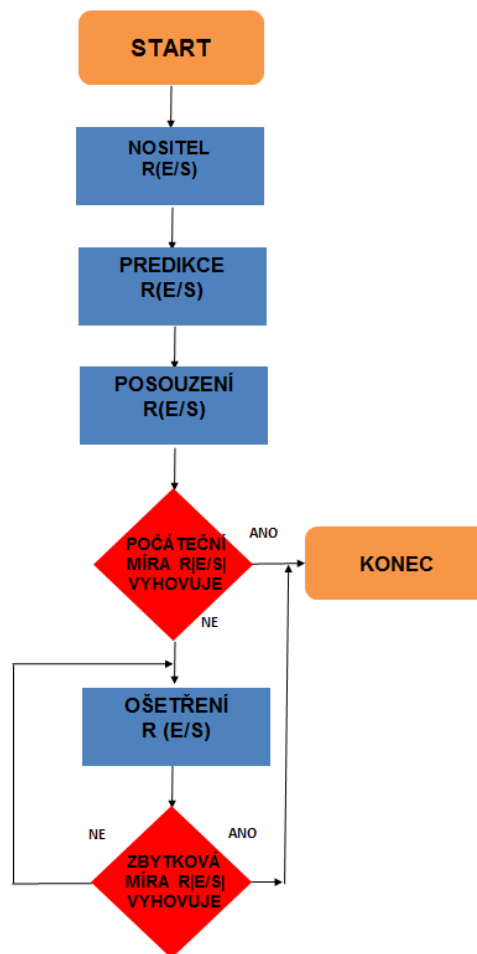 START
NOSITEL
R(E/S)
PREDIKCE
R(E/S)
POSOUZENÍ
R(E/S)
POČÁTEČNÍ
MÍRA R|E/S|
VYHOVUJE
ANO
KONEC
NE
OŠETŘENÍ
R (E/S)
NE
ANO
ZBYTKOVÁ
MÍRA R|E/S|
VYHOVUJE